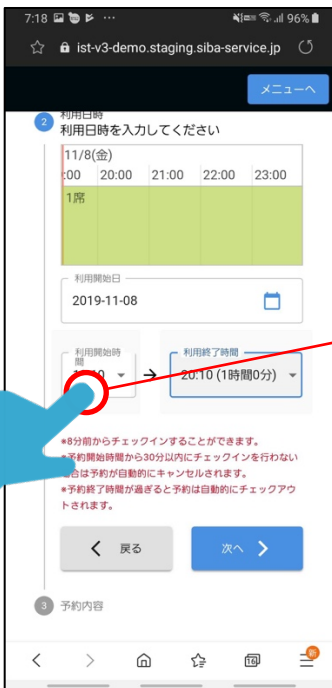 7:18 96%
ist-v3-demo.staging.siba-service.jp
メニューへ
2 利用日時
利用日時を入力してください
11/8(金)
:00 20:00 21:00 22:00 23:00
1席
利用開始日
2019-11-08
利用開始時間
→
利用終了時間
20:10 (1時間0分)
※8分前からチェックインすることができます。
予約開始時間から30分以内にチェックインを行わない
合は予約が自動的にキャンセルされます。
※予約終了時間が過ぎると予約は自動的にチェックアウ
トされます。
戻る 次へ
3 予約内容
16 新